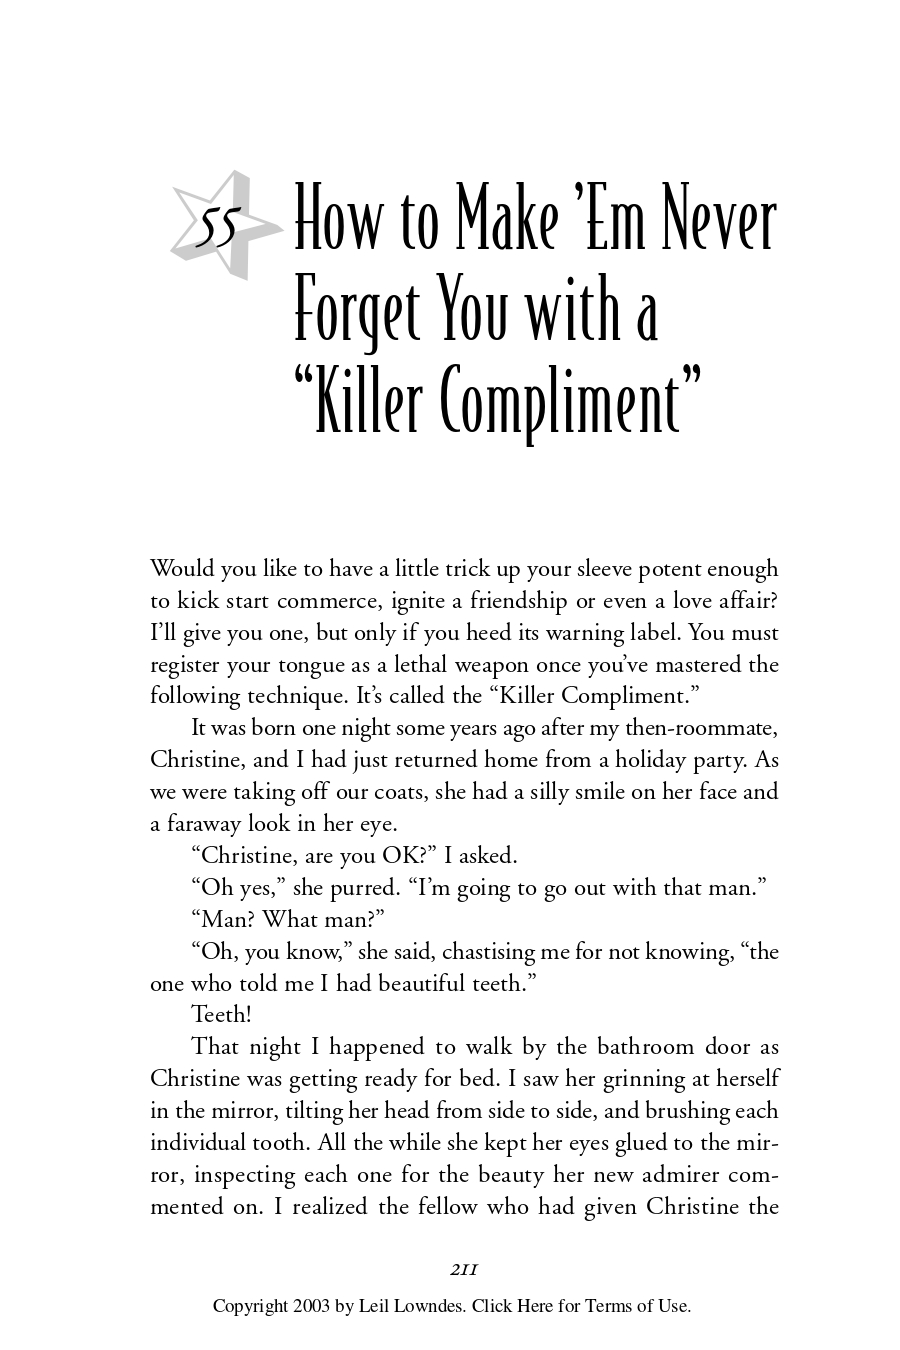 55
How to Make ’Em Never
Forget You with a
“Killer Compliment”
Would you like to have a little trick up your sleeve potent enough
to kick start commerce, ignite a friendship or even a love affair?
I’ll give you one, but only if you heed its warning label. You must
register your tongue as a lethal weapon once you’ve mastered the
following technique. It’s called the “Killer Compliment.”
It was born one night some years ago after my then-roommate,
Christine, and I had just returned home from a holiday party. As
we were taking off our coats, she had a silly smile on her face and
a faraway look in her eye.
“Christine, are you OK?” I asked.
“Oh yes,” she purred. “I’m going to go out with that man.”
“Man? What man?”
“Oh, you know,” she said, chastising me for not knowing, “the
one who told me I had beautiful teeth.”
Teeth!
That night I happened to walk by the bathroom door as
Christine was getting ready for bed. I saw her grinning at herself
in the mirror, tilting her head from side to side, and brushing each
individual tooth. All the while she kept her eyes glued to the mir-
ror, inspecting each one for the beauty her new admirer com-
mented on. I realized the fellow who had given Christine the
211
Copyright 2003 by Leil Lowndes. Click Here for Terms of Use.